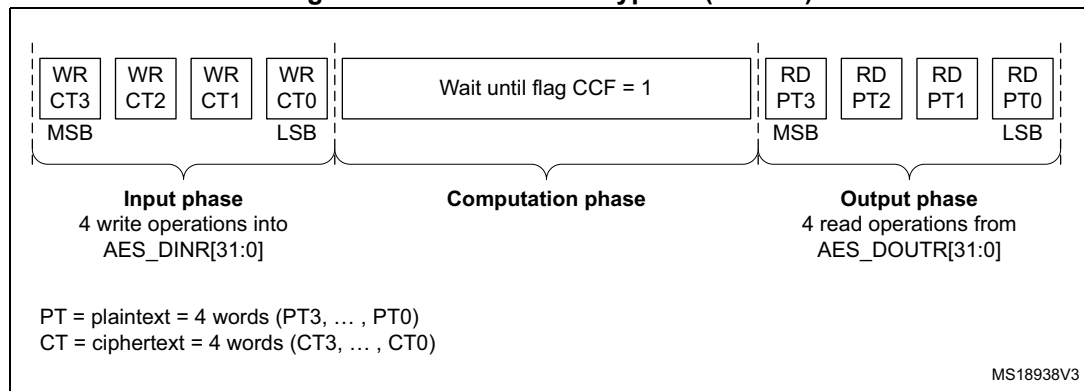 WR CT3
WR CT2
WR CT1
WR CT0
Wait until flag CCF = 1
RD PT3
RD PT2
RD PT1
RD PT0
MSB
LSB
MSB
LSB
Input phase
4 write operations into
AES_DINR[31:0]
Computation phase
Output phase
4 read operations from
AES_DOUTR[31:0]
PT = plaintext = 4 words (PT3, … , PT0)
CT = ciphertext = 4 words (CT3, … , CT0)
MS18938V3